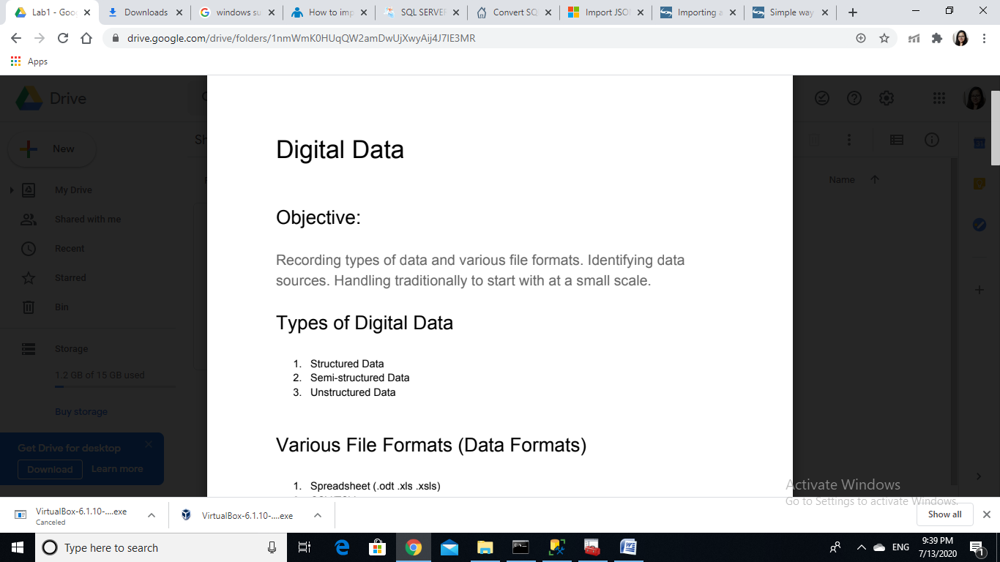 Lab1 - Goo
Downloads
windows su
How to imp
SQL SERVER
Convert SQ
Import JSO
Importing a
Simple way
drive.google.com/drive/folders/1nmWmK0HUqQW2amDwUjXwyAij4J7lE3MR
Apps
Drive
New
Sh
My Drive
Name
Shared with me
Recent
Starred
Bin
Storage
1.2 GB of 15 GB used
Buy storage
Get Drive for desktop
Download
Learn more
Digital Data
Objective:
Recording types of data and various file formats. Identifying data
sources. Handling traditionally to start with at a small scale.
Types of Digital Data
1. Structured Data
2. Semi-structured Data
3. Unstructured Data
Various File Formats (Data Formats)
1. Spreadsheet (.odt .xls .xsls)
Activate Windows
Go to Settings to activate Windows.
VirtualBox-6.1.10-....exe
Canceled
VirtualBox-6.1.10-....exe
Show all
Type here to search
ENG
9:39 PM
7/13/2020
1